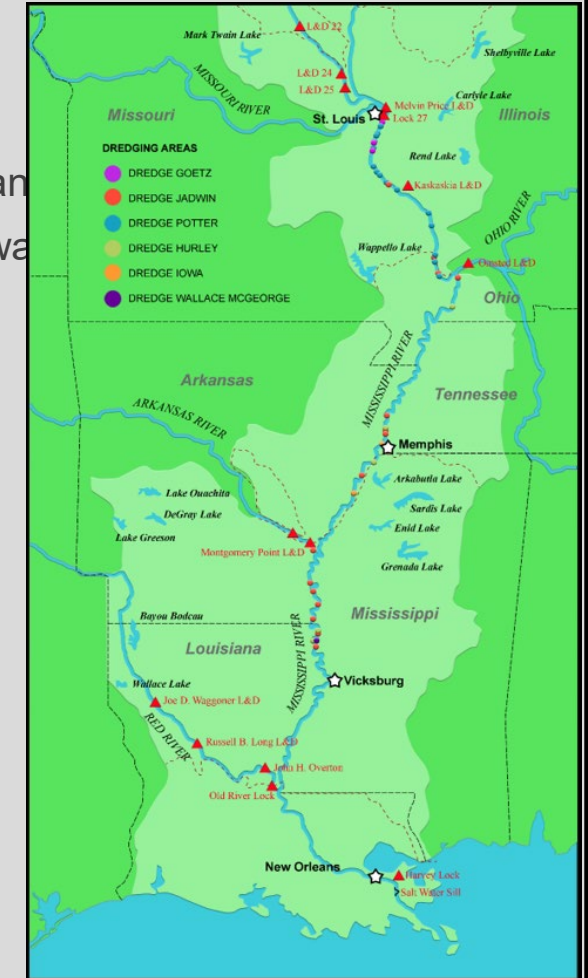 L&D 22
Mark Twain Lake
Shelbyville Lake
L&D 24
L&D 25
MISSOURI RIVER
Carlyle Lake
Melvin Price L&D
Missouri
St. Louis
Lock 27
Illinois
DREDGING AREAS
Rend Lake
DREDGE GOETZ
an
Kaskaskia L&D
DREDGE JADWIN
DREDGE POTTER
OHIO RIVER
wa
DREDGE HURLEY
Wappello Lake
Olmsted L&D
DREDGE IOWA
DREDGE WALLACE MCGEORGE
Ohio
MISSISSIPPI RIVER
Arkansas
Tennessee
ARKANSAS RIVER
Memphis
Arkabutla Lake
Lake Ouachita
Sardis Lake
DeGray Lake
Enid Lake
Lake Greeson
Montgomery Point L&D
Grenada Lake
Bayou Bodcau
Mississippi
Louisiana
MISSISSIPPI RIVER
Wallace Lake
Vicksburg
Joe D. Waggoner L&D
RED RIVER
Russell B. Long L&D
John H. Overton
Old River Lock
New Orleans
Harvey Lock
Salt Water Sill